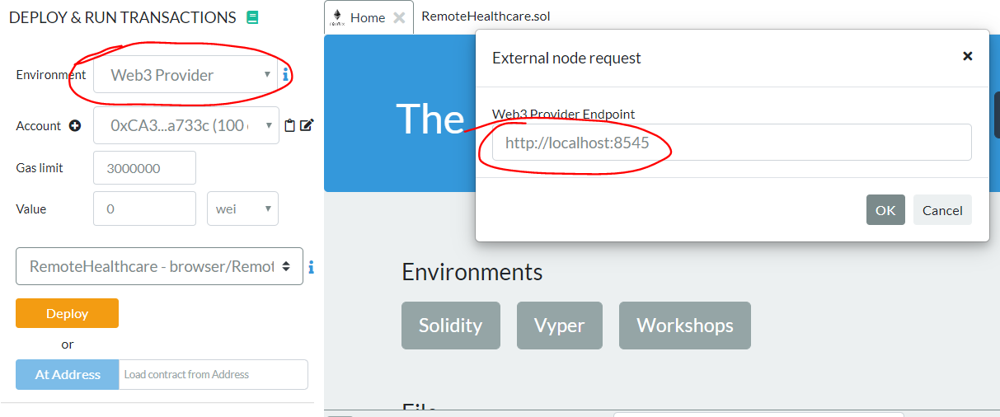 DEPLOY & RUN TRANSACTIONS
Environment
Web3 Provider
Account
0xCA3...a733c (100
Gas limit
3000000
Value
0
wei
RemoteHealthcare - browser/Remot
Deploy
or
At Address
Load contract from Address
remix
Home
RemoteHealthcare.sol
The
External node request
Web3 Provider Endpoint
http://localhost:8545
OK
Cancel
Environments
Solidity
Vyper
Workshops
File